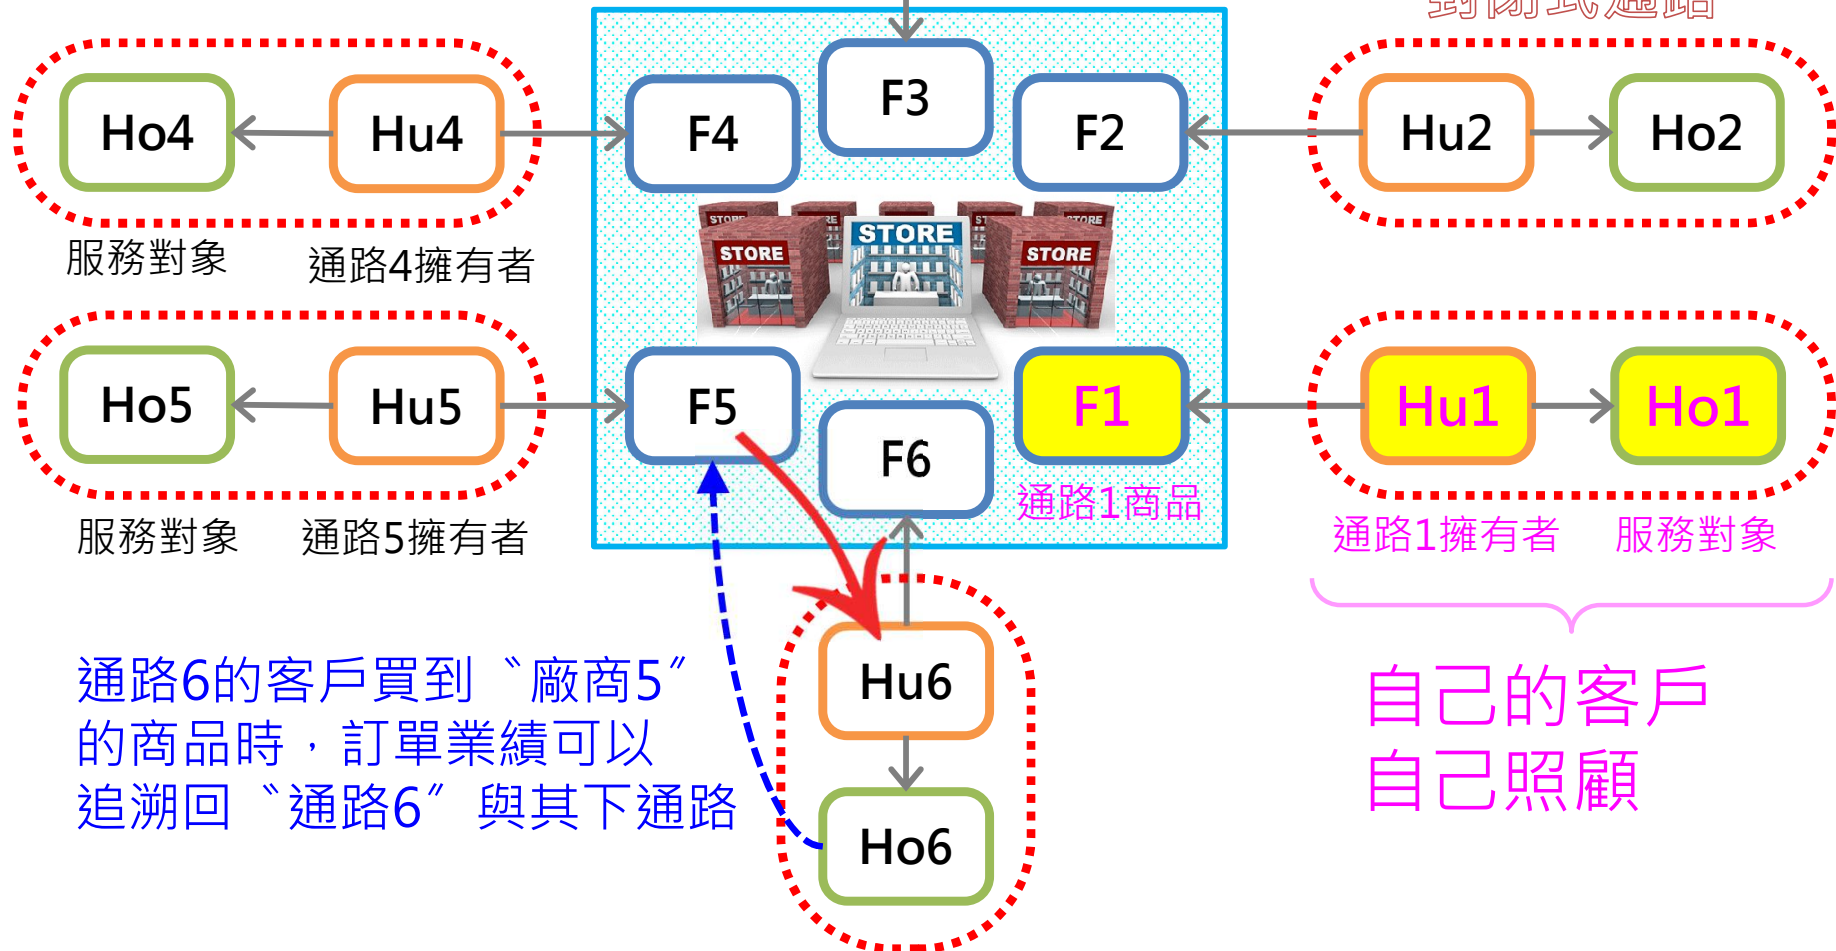 封閉式通路
F3
Ho4
Hu4
F4
F2
Hu2
Ho2
服務對象
通路4擁有者
STORE
STORE
STORE
Ho5
Hu5
F5
F6
F1
Hu1
Ho1
通路1商品
服務對象
通路5擁有者
通路1擁有者
服務對象
Hu6
Ho6
通路6的客戶買到〝廠商5〞
的商品時，訂單業績可以
追溯回〝通路6〞與其下通路
自己的客戶
自己照顧